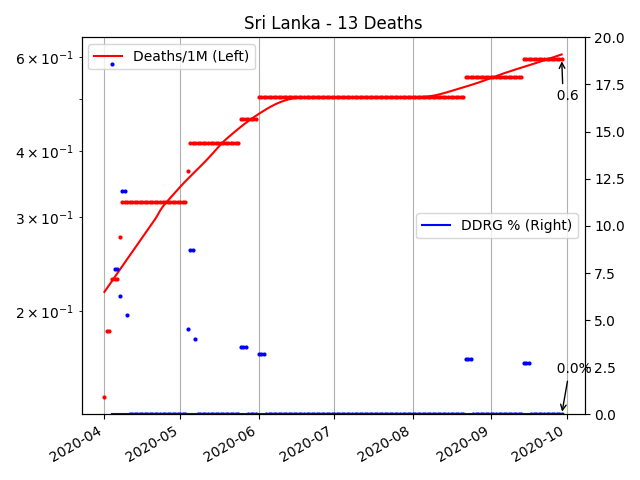 Sri Lanka - 13 Deaths
Deaths/1M (Left)
DDRG % (Right)
6 × 10⁻¹
4 × 10⁻¹
3 × 10⁻¹
2 × 10⁻¹
20.0
17.5
15.0
12.5
10.0
7.5
5.0
2.5
0.0
0.6
0.0%
2020-04
2020-05
2020-06
2020-07
2020-08
2020-09
2020-10